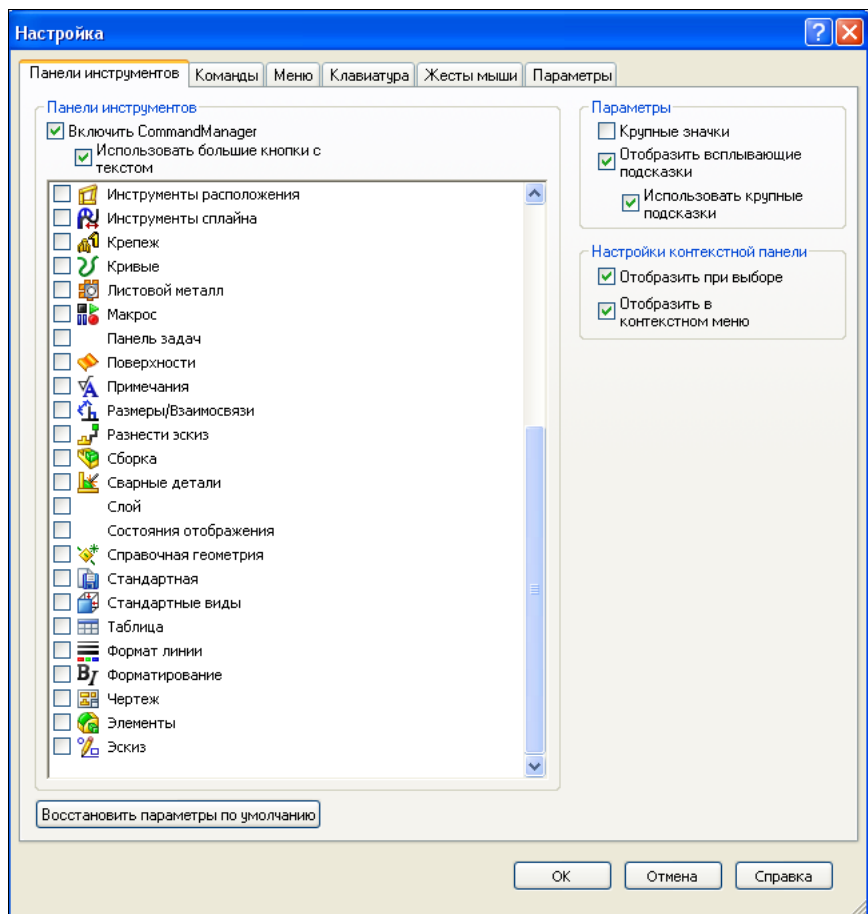 Настройка
Панели инструментов Команды Меню Клавиатура Жесты мыши Параметры
Панели инструментов
Включить CommandManager
Использовать большие кнопки с
текстом
Инструменты расположения
Инструменты сплайна
Крепеж
Кривые
Листовой металл
Макрос
Панель задач
Поверхности
Примечания
Размеры/Взаимосвязи
Разнести эскиз
Сборка
Сварные детали
Слой
Состояния отображения
Справочная геометрия
Стандартная
Стандартные виды
Таблица
Формат линии
Форматирование
Чертеж
Элементы
Эскиз
Параметры
Крупные значки
Отобразить всплывающие
подсказки
Использовать крупные
подсказки
Настройки контекстной панели
Отобразить при выборе
Отобразить в
контекстном меню
Восстановить параметры по умолчанию
OK Отмена Справка